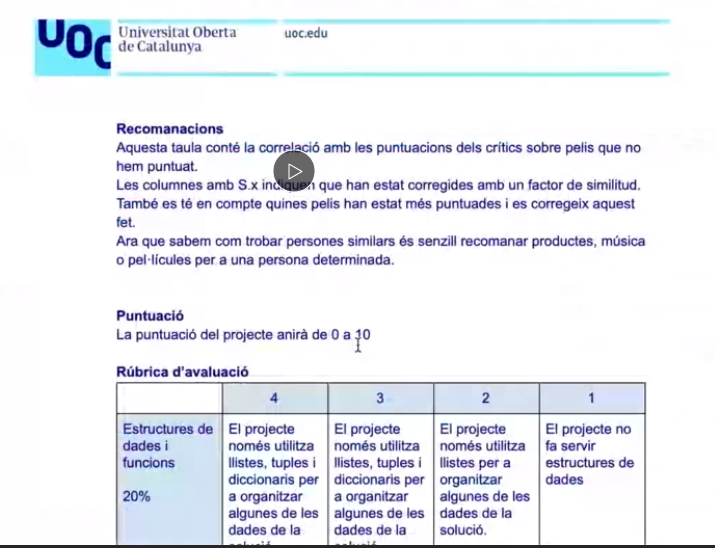 UOC
Universitat Oberta
de Catalunya
uoc.edu
Recomanacions
Aquesta taula conté la correlació amb les puntuacions dels crítics sobre pelis que no
hem puntuat.
Les columnes amb S.x indiquen que han estat corregides amb un factor de similitud.
També es té en compte quines pelis han estat més puntuades i es corregeix aquest
fet.
Ara que sabem com trobar persones similars és senzill recomanar productes, música
o pel·lícules per a una persona determinada.
Puntuació
La puntuació del projecte anirà de 0 a 10
Rúbrica d'avaluació
4
3
2
1
Estructures de
dades i
funcions
20%
El projecte
només utilitza
llistes, tuples i
diccionaris per
a organitzar
algunes de les
dades de la
solució.
El projecte
només utilitza
llistes, tuples i
diccionaris per
a organitzar
algunes de les
dades de la
solució.
El projecte
només utilitza
llistes per a
organitzar
algunes de les
dades de la
solució.
El projecte no
fa servir
estructures de
dades